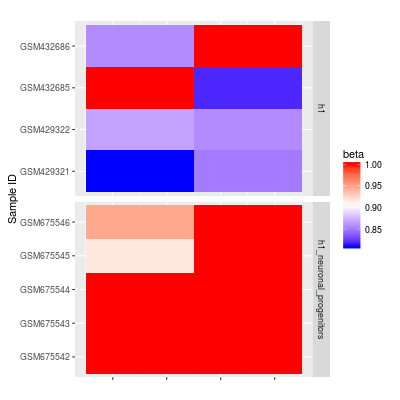 Sample ID
GSM432686
GSM432685
GSM429322
GSM429321
h1
GSM675546
GSM675545
GSM675544
GSM675543
GSM675542
h1_neuronal_progenitors
beta
1.00
0.95
0.90
0.85